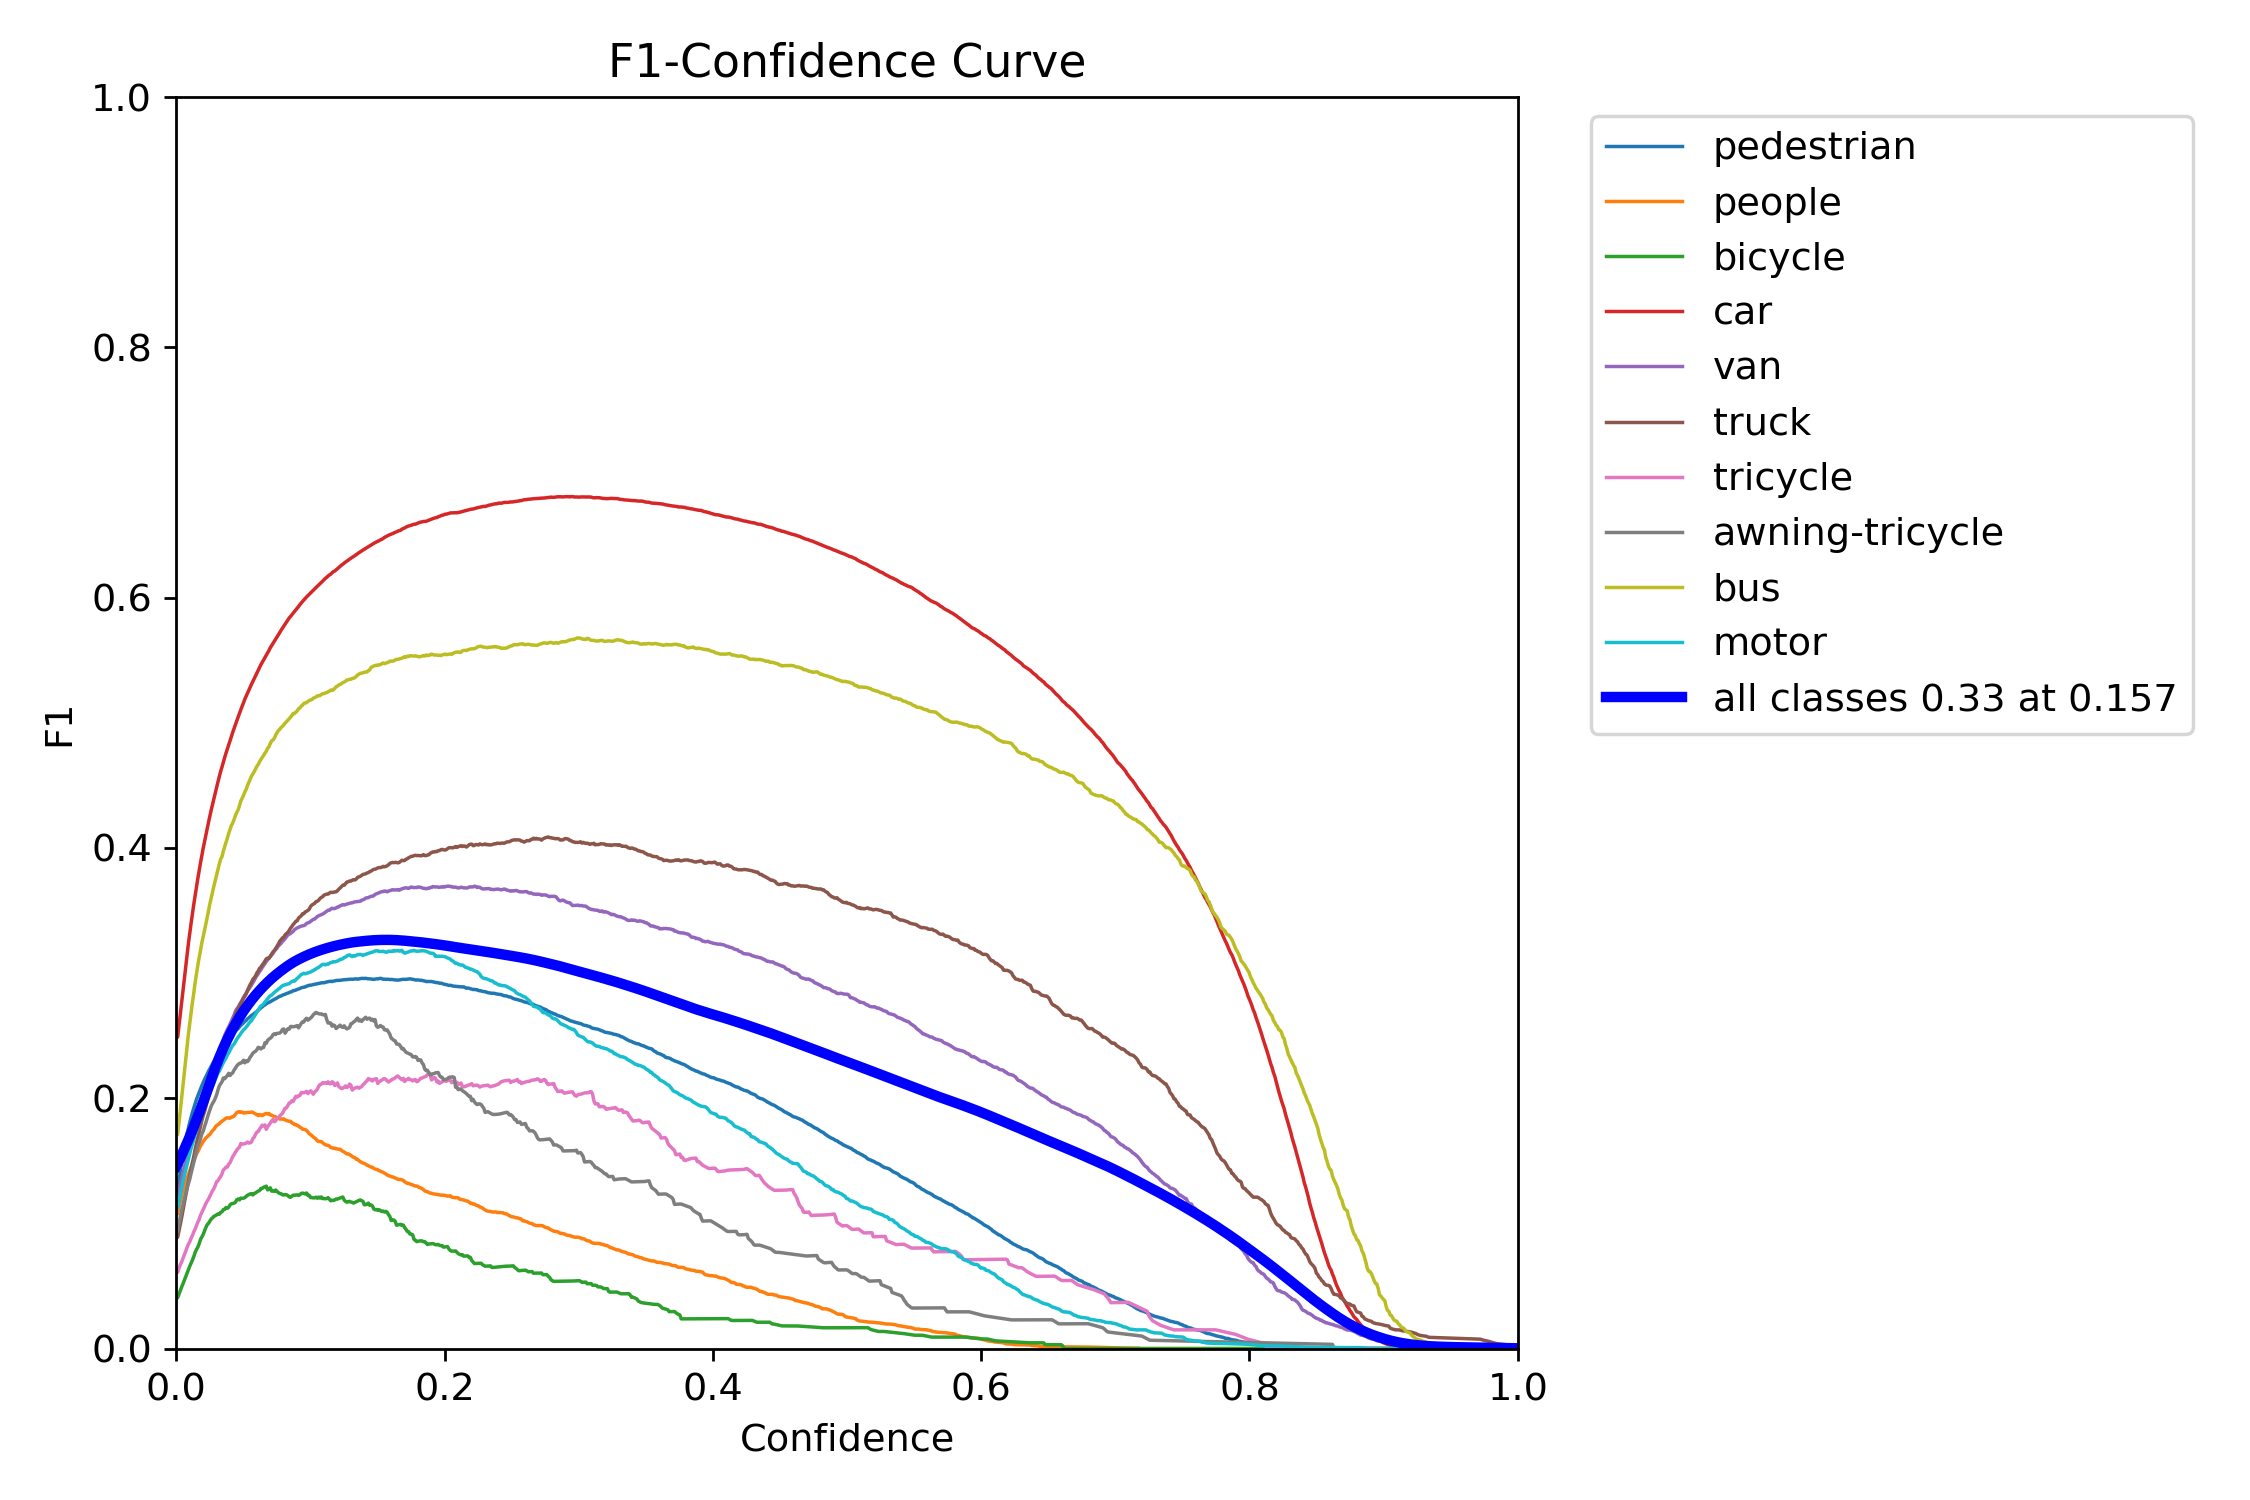 F1-Confidence Curve
1.0
0.8
0.6
0.4
0.2
0.0
F1
0.0 0.2 0.4 0.6 0.8 1.0
Confidence
pedestrian
people
bicycle
car
van
truck
tricycle
awning-tricycle
bus
motor
all classes 0.33 at 0.157